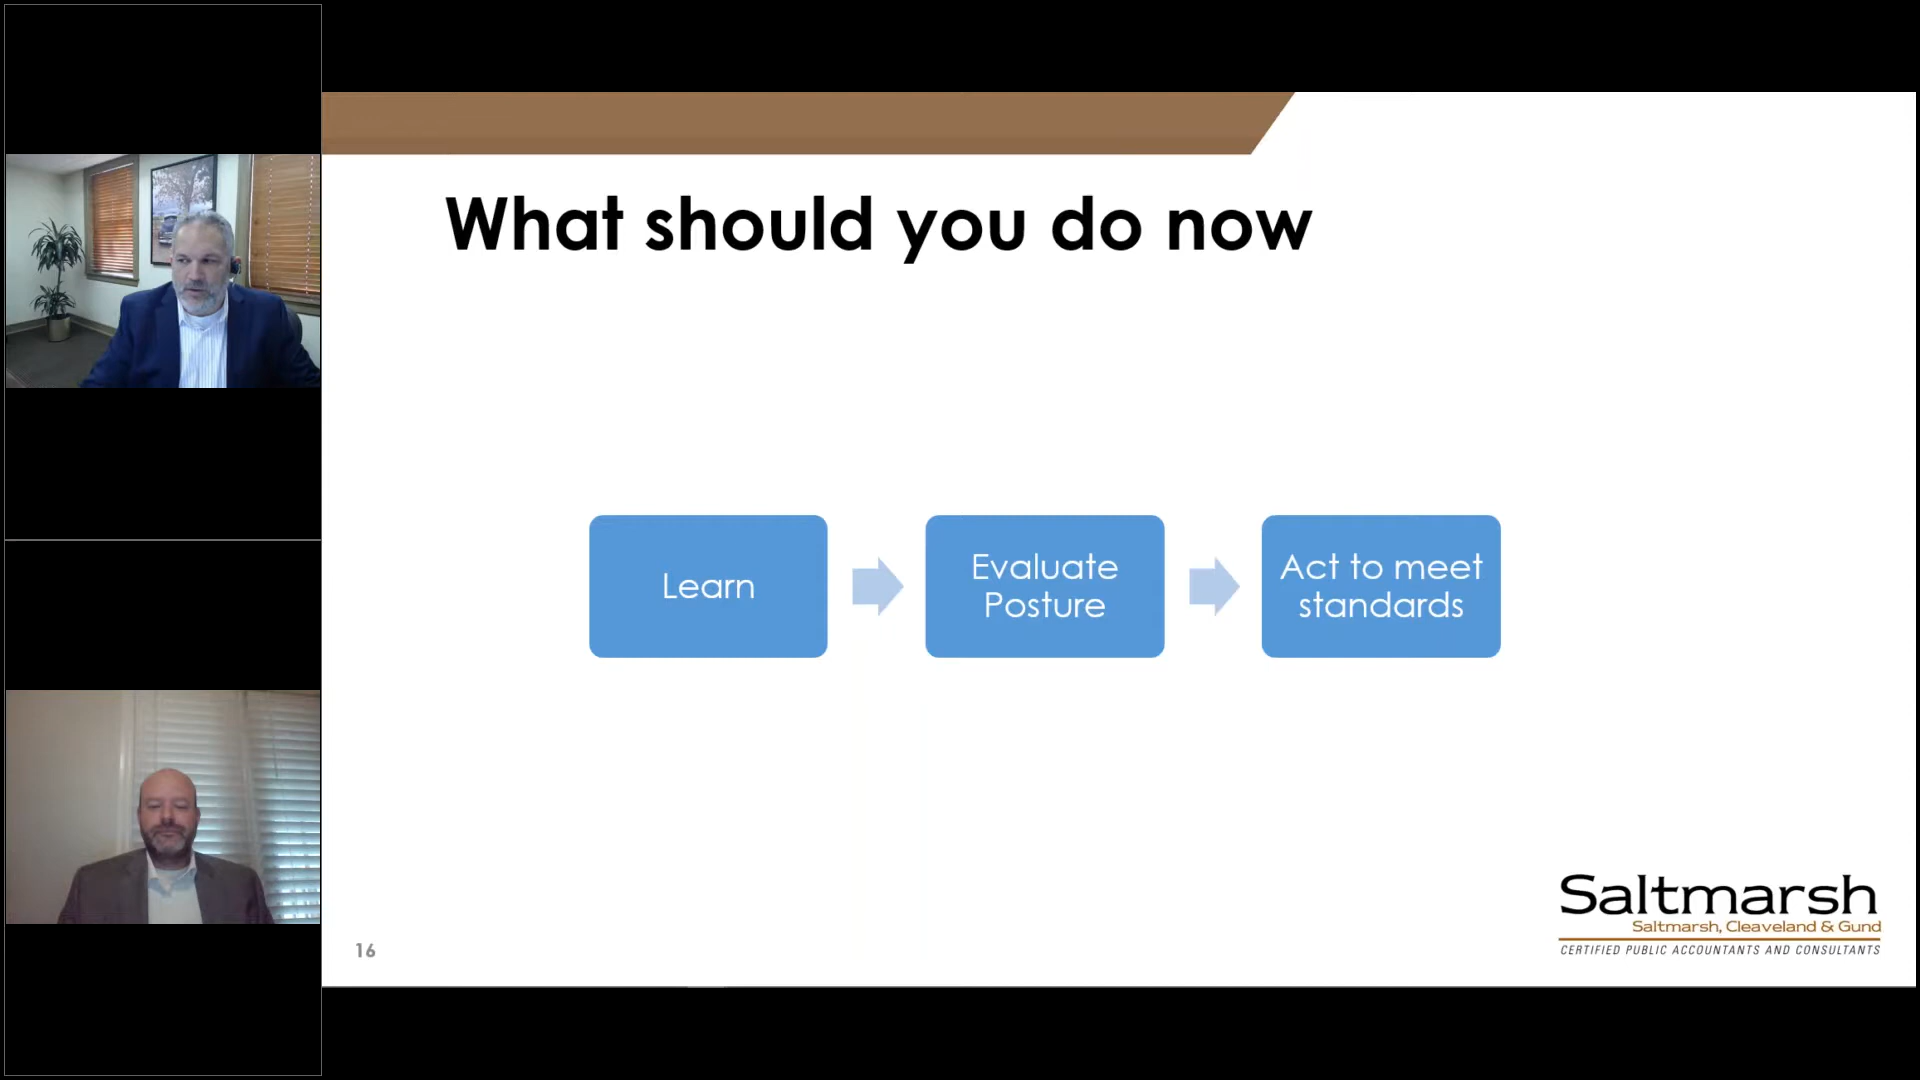 What should you do now
Learn
Evaluate
Posture
Act to meet
standards
Saltmarsh
Saltmarsh, Cleaveland & Gund
CERTIFIED PUBLIC ACCOUNTANTS AND CONSULTANTS
16